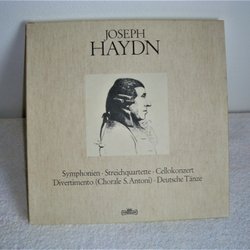 JOSEPH
HAYDN
Symphonien · Streichquartette · Cellokonzert
Divertimento (Chorale S. Antoni) · Deutsche Tänze